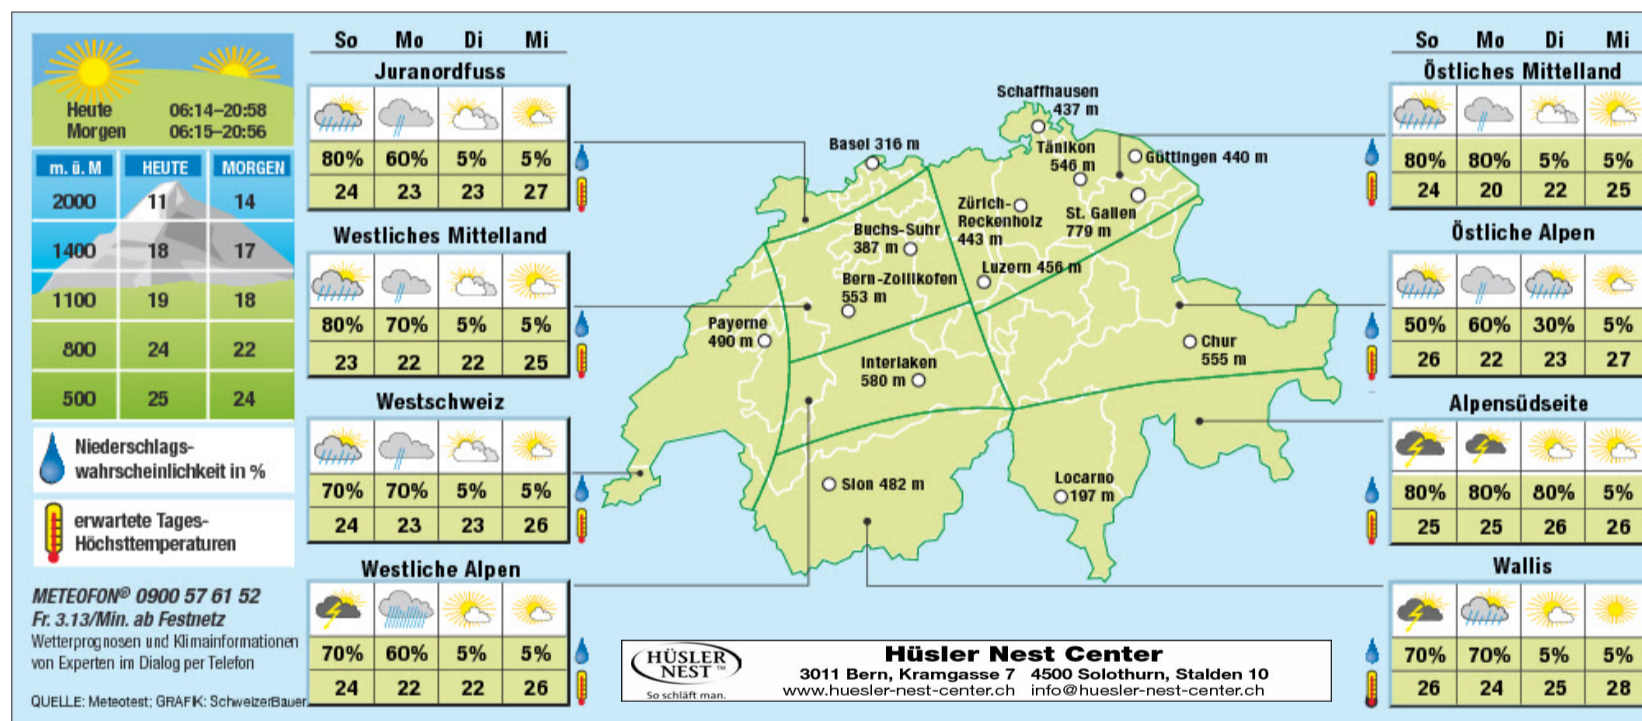 Heute 06:14–20:58
Morgen 06:15–20:56
m. ü. M HEUTE MORGEN
2000 11 14
1400 18 17
1100 19 18
800 24 22
500 25 24
Niederschlags-
wahrscheinlichkeit in %
erwartete Tages-
Höchsttemperaturen
METEOFON® 0900 57 61 52
Fr. 3.13/Min. ab Festnetz
Wetterprognosen und Klimainformationen
von Experten im Dialog per Telefon
QUELLE: Meteotest; GRAFIK: SchweizerBauer
So Mo Di Mi
Juranordfuss
80% 60% 5% 5%
24 23 23 27
Westliches Mittelland
80% 70% 5% 5%
23 22 22 25
Westschweiz
70% 70% 5% 5%
24 23 23 26
Westliche Alpen
70% 60% 5% 5%
24 22 22 26
Schaffhausen
437 m
Basel 316 m
Tänikon
546 m
Güttingen 440 m
Zürich-
Reckenholz
443 m
St. Gallen
779 m
Buchs-Suhr
387 m
Luzern 456 m
Bern-Zollikofen
553 m
Payerne
490 m
Interlaken
580 m
Chur
555 m
Sion 482 m
Locarno
197 m
HÜSLER
NEST ™
So schläft man.
Hüsler Nest Center
3011 Bern, Kramgasse 7 4500 Solothurn, Stalden 10
www.huesler-nest-center.ch info@huesler-nest-center.ch
So Mo Di Mi
Östliches Mittelland
80% 80% 5% 5%
24 20 22 25
Östliche Alpen
50% 60% 30% 5%
26 22 23 27
Alpensüdseite
80% 80% 80% 5%
25 25 26 26
Wallis
70% 70% 5% 5%
26 24 25 28